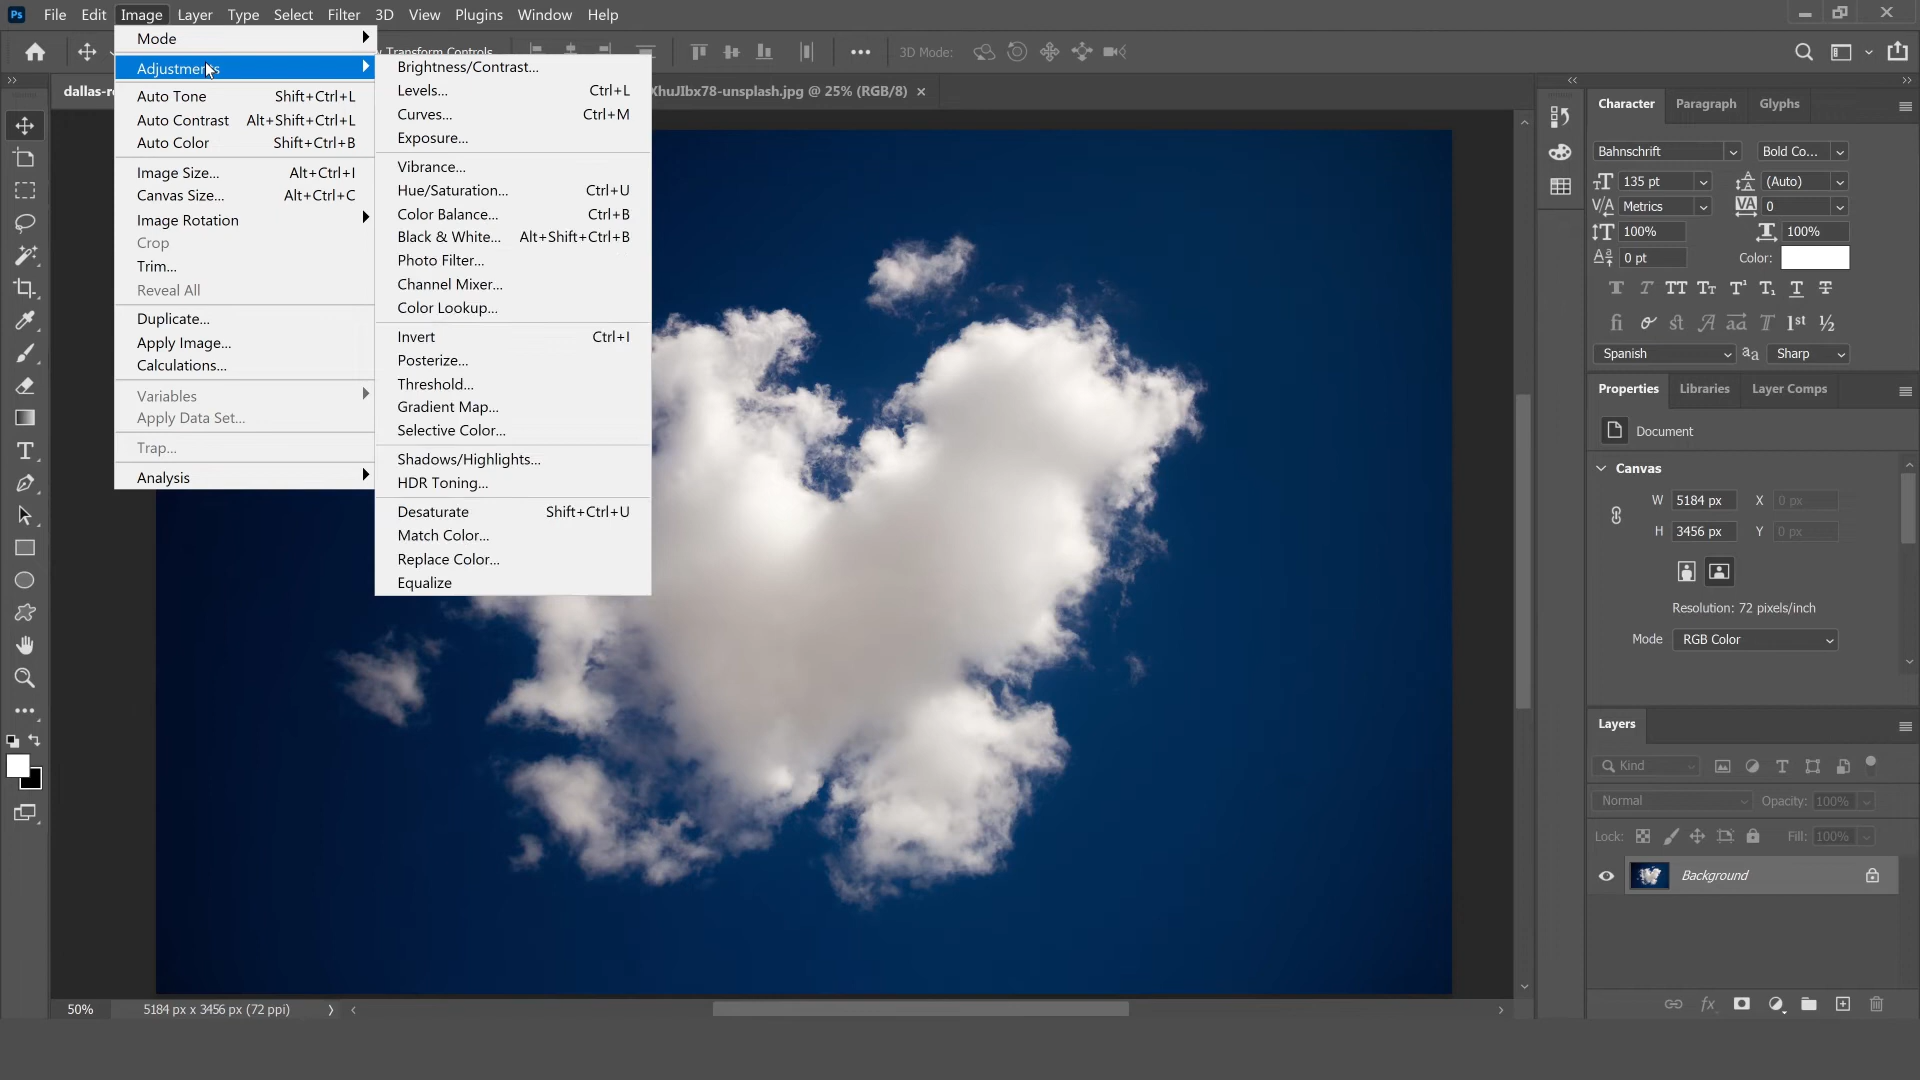 Ps File Edit Image Layer Type Select Filter 3D View Plugins Window Help
Transform Controls 3D Mode:
dallas-re
XhuJIbx78-unsplash.jpg @ 25% (RGB/8)
Mode
Adjustments
Auto Tone Shift+Ctrl+L
Auto Contrast Alt+Shift+Ctrl+L
Auto Color Shift+Ctrl+B
Image Size... Alt+Ctrl+I
Canvas Size... Alt+Ctrl+C
Image Rotation
Crop
Trim...
Reveal All
Duplicate...
Apply Image...
Calculations...
Variables
Apply Data Set...
Trap...
Analysis
Brightness/Contrast...
Levels... Ctrl+L
Curves... Ctrl+M
Exposure...
Vibrance...
Hue/Saturation... Ctrl+U
Color Balance... Ctrl+B
Black & White... Alt+Shift+Ctrl+B
Photo Filter...
Channel Mixer...
Color Lookup...
Invert Ctrl+I
Posterize...
Threshold...
Gradient Map...
Selective Color...
Shadows/Highlights...
HDR Toning...
Desaturate Shift+Ctrl+U
Match Color...
Replace Color...
Equalize
Character Paragraph Glyphs
Bahnschrift Bold Co...
135 pt (Auto)
Metrics 0
100% 100%
0 pt Color:
Spanish Sharp
Properties Libraries Layer Comps
Document
Canvas
W 5184 px X 0 px
H 3456 px Y 0 px
Resolution: 72 pixels/inch
Mode RGB Color
Layers
Kind
Normal Opacity: 100%
Lock: Fill: 100%
Background
50% 5184 px x 3456 px (72 ppi)